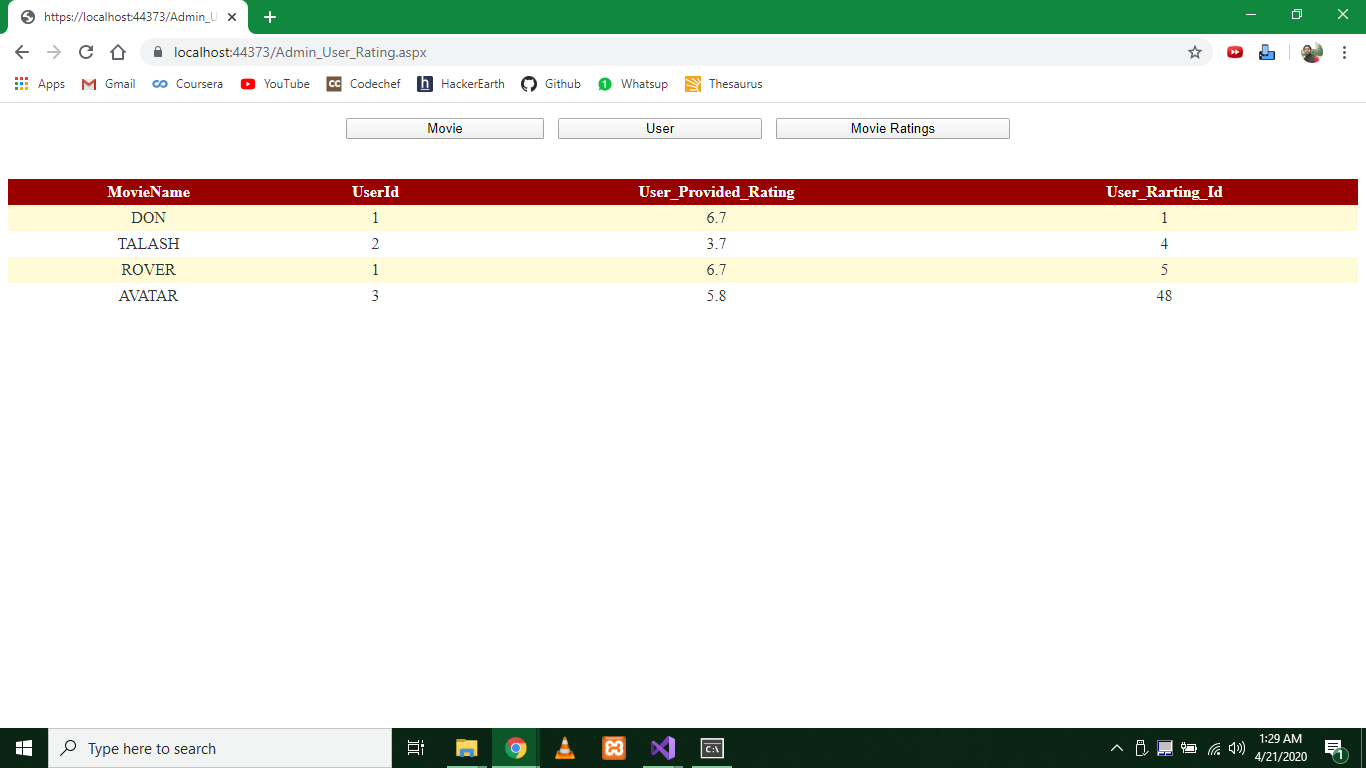 https://localhost:44373/Admin_U
localhost:44373/Admin_User_Rating.aspx
Apps Gmail Coursera YouTube CC Codechef h HackerEarth Github 1 Whatsup Thesaurus
Movie User Movie Ratings
MovieName UserId User_Provided_Rating User_Rarting_Id
DON 1 6.7 1
TALASH 2 3.7 4
ROVER 1 6.7 5
AVATAR 3 5.8 48
Type here to search C:\ 1:29 AM 1
4/21/2020